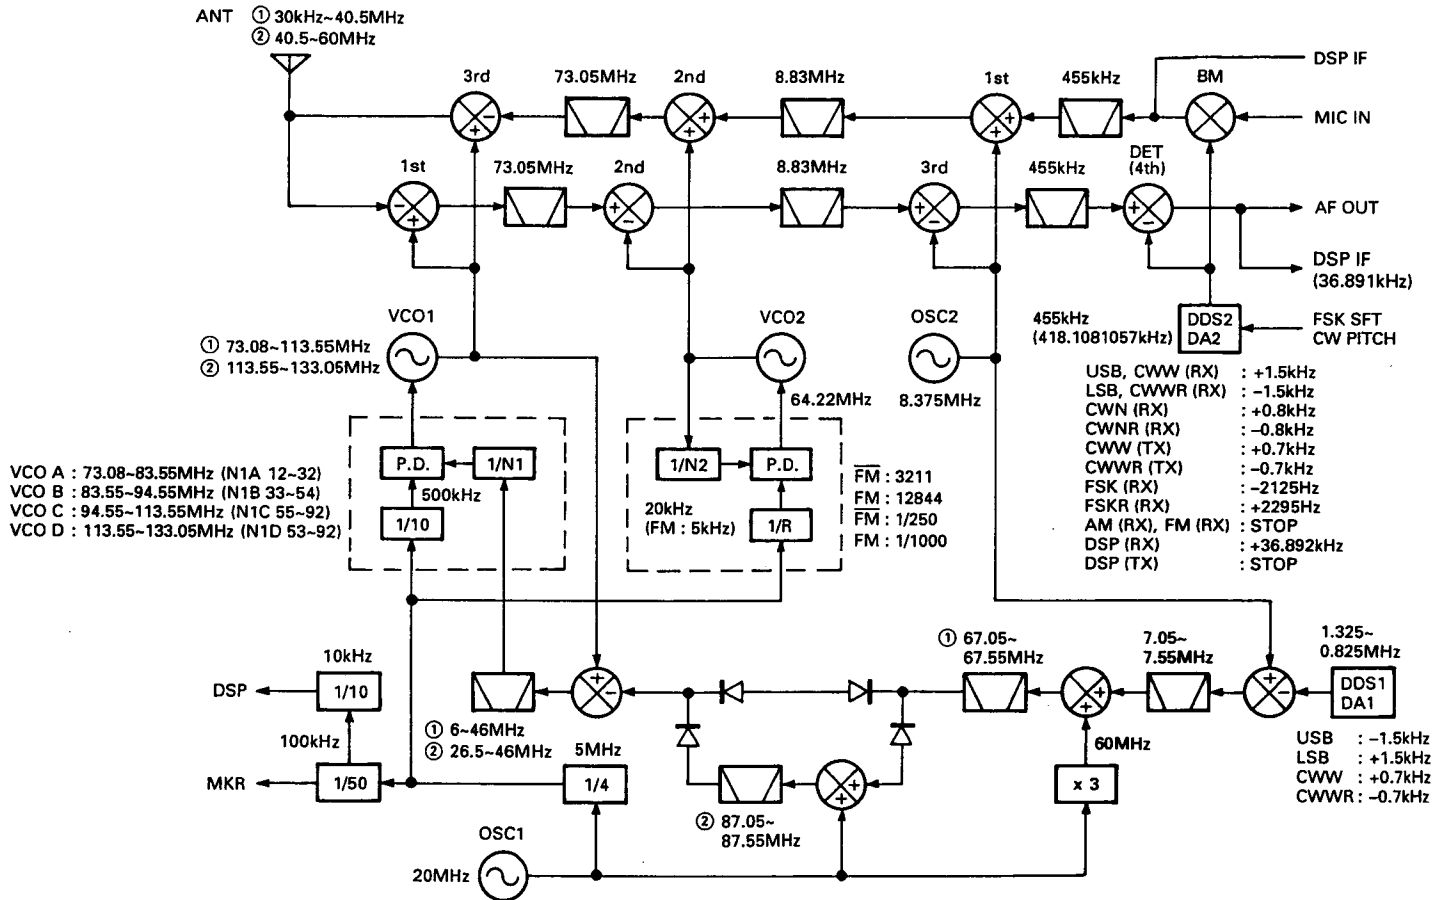 ANT ① 30kHz~40.5MHz
② 40.5~60MHz
3rd
73.05MHz
2nd
8.83MHz
1st
455kHz
BM
DSP IF
MIC IN
1st
73.05MHz
2nd
8.83MHz
3rd
455kHz
DET
(4th)
AF OUT
DSP IF
(36.891kHz)
VCO1
① 73.08~113.55MHz
② 113.55~133.05MHz
VCO2
64.22MHz
OSC2
8.375MHz
455kHz
(418.1081057kHz)
DDS2
DA2
FSK SFT
CW PITCH
USB, CWW (RX) : +1.5kHz
LSB, CWWR (RX) : −1.5kHz
CWN (RX) : +0.8kHz
CWNR (RX) : −0.8kHz
CWW (TX) : +0.7kHz
CWWR (TX) : −0.7kHz
FSK (RX) : −2125Hz
FSKR (RX) : +2295Hz
AM (RX), FM (RX) : STOP
DSP (RX) : +36.892kHz
DSP (TX) : STOP
VCO A : 73.08~83.55MHz (N1A 12~32)
VCO B : 83.55~94.55MHz (N1B 33~54)
VCO C : 94.55~113.55MHz (N1C 55~92)
VCO D : 113.55~133.05MHz (N1D 53~92)
P.D.
1/N1
500kHz
1/10
1/N2
P.D.
20kHz
(FM : 5kHz)
1/R
F̅M̅ : 3211
FM : 12844
F̅M̅ : 1/250
FM : 1/1000
10kHz
DSP
1/10
100kHz
MKR
1/50
① 6~46MHz
② 26.5~46MHz
5MHz
1/4
OSC1
20MHz
② 87.05~
87.55MHz
① 67.05~
67.55MHz
7.05~
7.55MHz
60MHz
x 3
1.325~
0.825MHz
DDS1
DA1
USB : −1.5kHz
LSB : +1.5kHz
CWW : +0.7kHz
CWWR : −0.7kHz